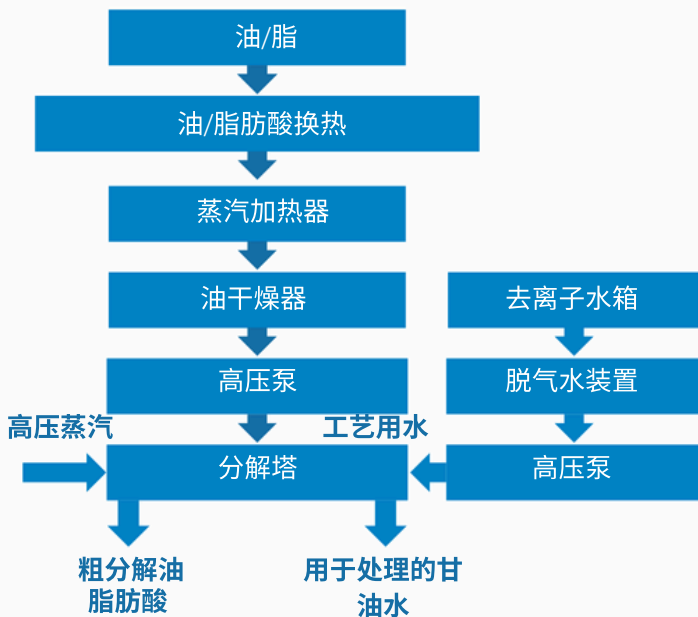 油/脂
油/脂肪酸换热
蒸汽加热器
油干燥器
去离子水箱
高压泵
脱气水装置
高压蒸汽
工艺用水
分解塔
高压泵
粗分解油
脂肪酸
用于处理的甘
油水